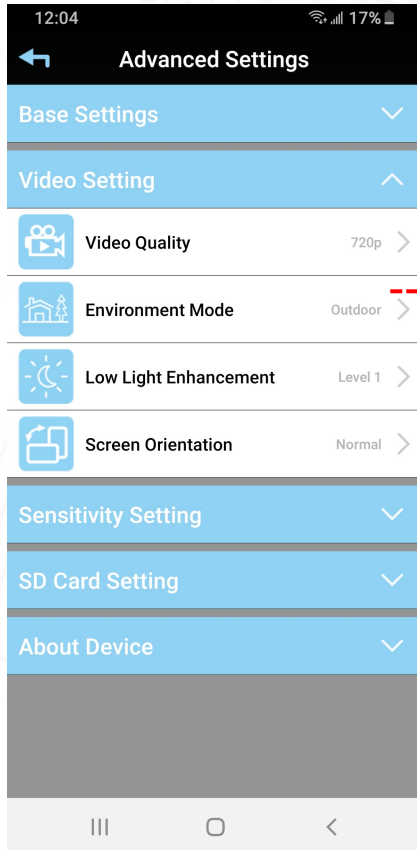 12:04 17%
Advanced Settings
Base Settings
Video Setting
Video Quality 720p
Environment Mode Outdoor
Low Light Enhancement Level 1
Screen Orientation Normal
Sensitivity Setting
SD Card Setting
About Device